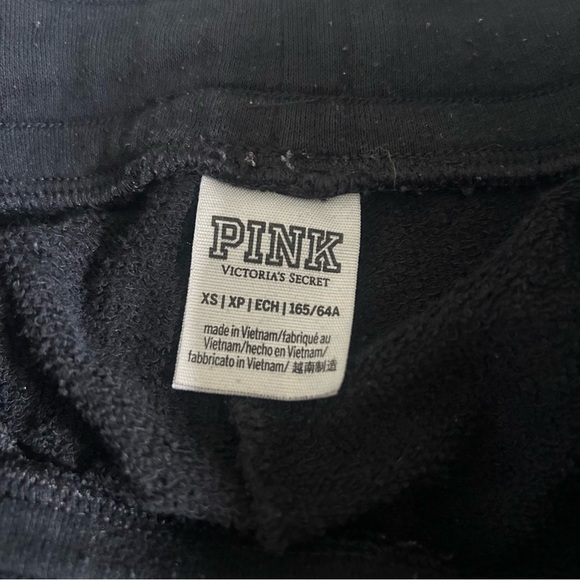 PINK
VICTORIA'S SECRET
XS | XP | ECH | 165/64A
made in Vietnam/fabriqué au
Vietnam/hecho en Vietnam/
fabbricato in Vietnam/ 越南制造